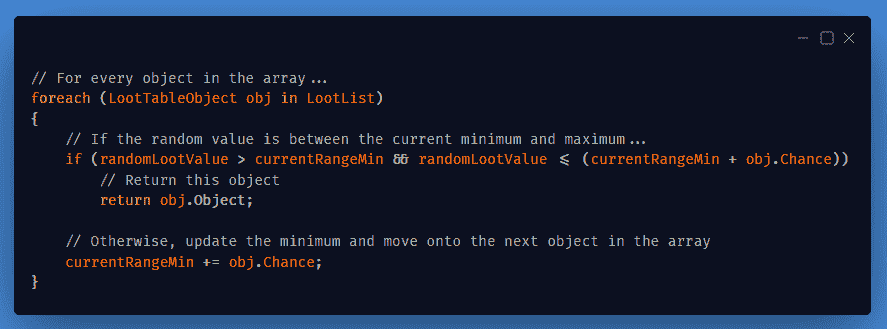 // For every object in the array...
foreach (LootTableObject obj in LootList)
{
    // If the random value is between the current minimum and maximum...
    if (randomLootValue > currentRangeMin && randomLootValue <= (currentRangeMin + obj.Chance))
        // Return this object
        return obj.Object;

    // Otherwise, update the minimum and move onto the next object in the array
    currentRangeMin += obj.Chance;
}